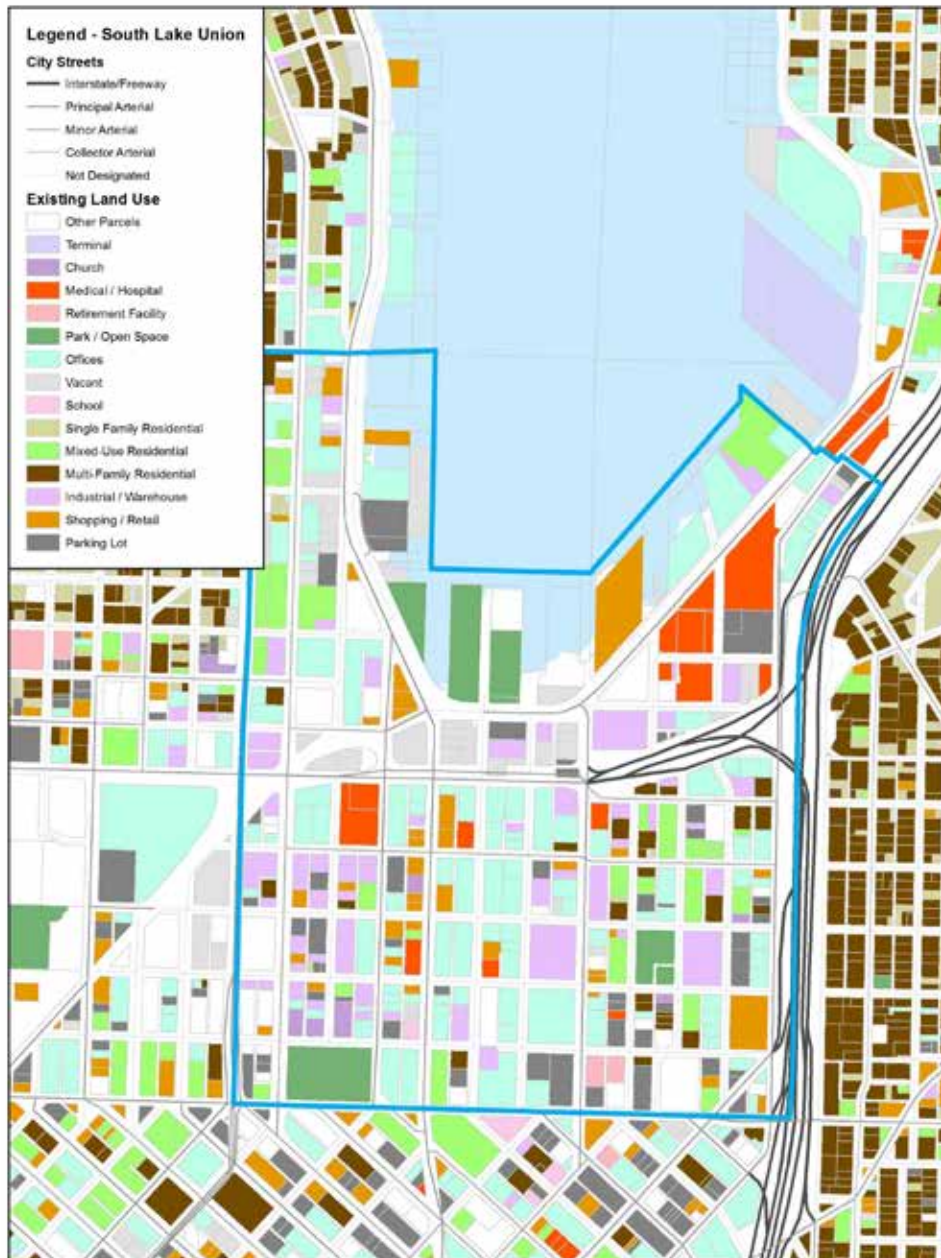 Legend - South Lake Union
City Streets
Interstate/Freeway
Principal Arterial
Minor Arterial
Collector Arterial
Not Designated
Existing Land Use
Other Parcels
Terminal
Church
Medical / Hospital
Retirement Facility
Park / Open Space
Offices
Vacant
School
Single Family Residential
Mixed-Use Residential
Multi-Family Residential
Industrial / Warehouse
Shopping / Retail
Parking Lot